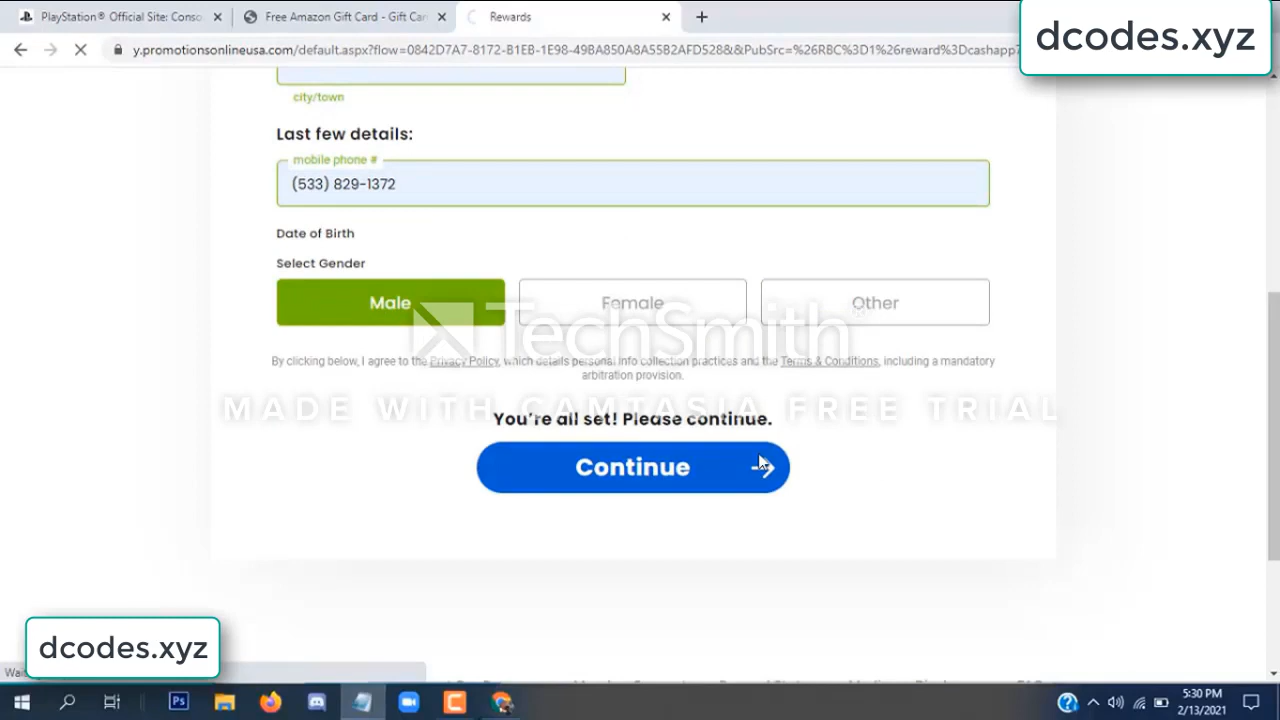 PlayStation® Official Site: Conso
Free Amazon Gift Card - Gift Car
Rewards
dcodes.xyz
y.promotionsonlineusa.com/default.aspx?flow=0842D7A7-8172-B1EB-1E98-49BA850A8A55B2AFD528&&PubSrc=%26RBC%3D1%26reward%3Dcashapp
city/town
Last few details:
mobile phone #
(533) 829-1372
Date of Birth
Select Gender
Male
Female
Other
TechSmith
By clicking below, I agree to the Privacy Policy, which details personal info collection practices and the Terms & Conditions, including a mandatory
arbitration provision.
MADE WITH CAMTASIA FREE TRIAL
You're all set! Please continue.
Continue
dcodes.xyz
Ps
5:30 PM
2/13/2021